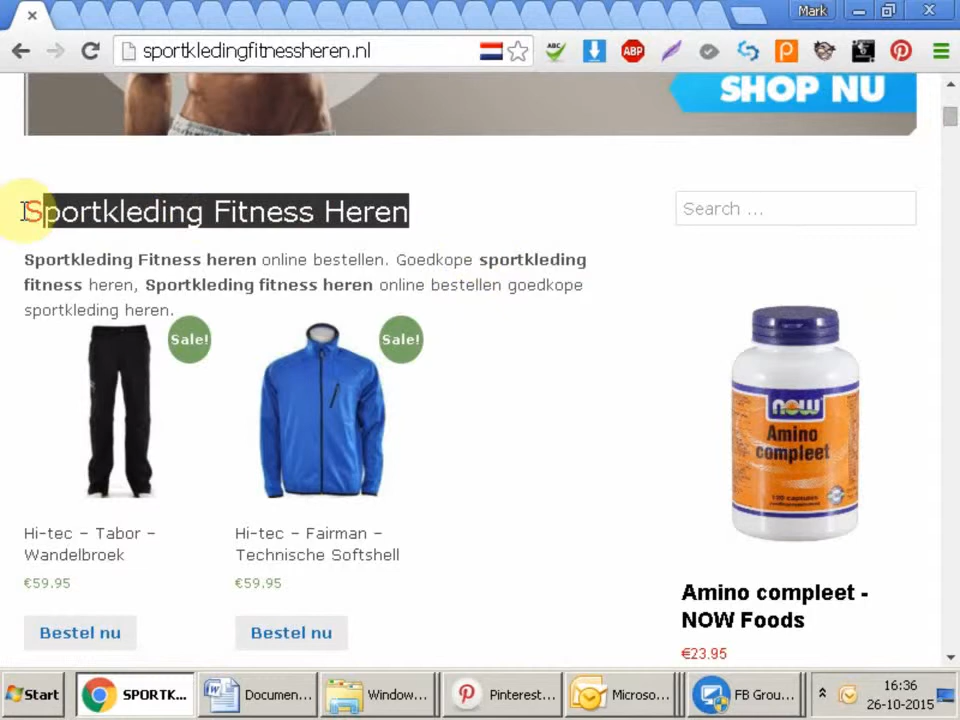 Mark
sportkledingfitnessheren.nl
ABC
ABP
SHOP NU
Sportkleding Fitness Heren
Search ...
Sportkleding Fitness heren online bestellen. Goedkope sportkleding
fitness heren, Sportkleding fitness heren online bestellen goedkope
sportkleding heren.
Sale!
Sale!
NOW
Amino
compleet
Hi-tec – Tabor –
Wandelbroek
€59.95
Bestel nu
Hi-tec – Fairman –
Technische Softshell
€59.95
Bestel nu
Amino compleet -
NOW Foods
€23.95
Start
SPORTK...
Documen...
Window...
Pinterest...
Microso...
FB Grou...
16:36
26-10-2015